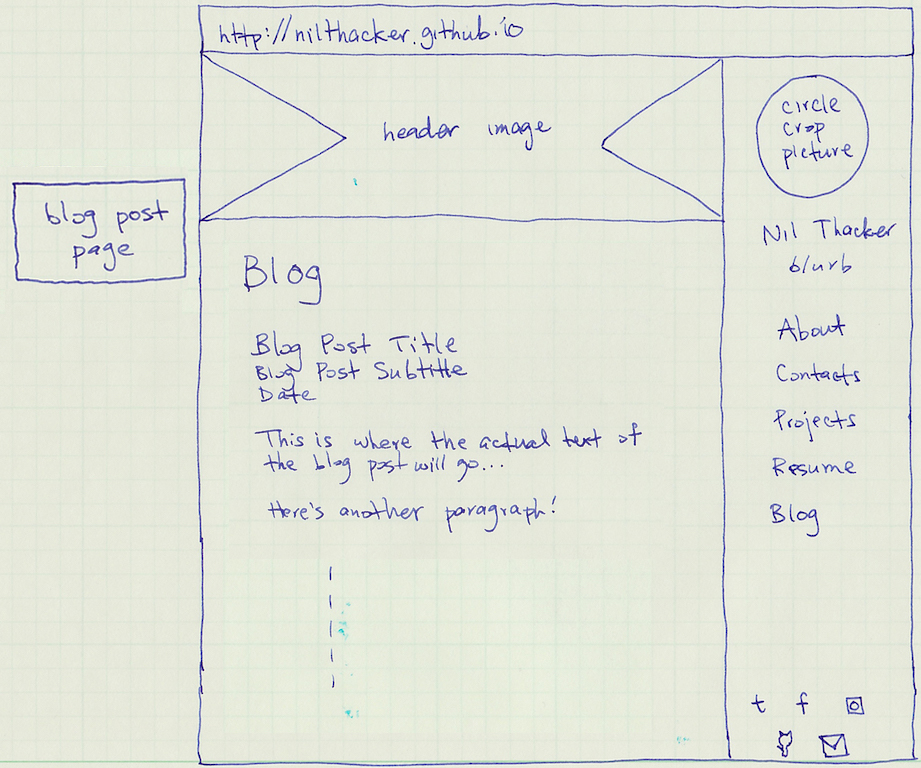 http://nilthacker.github.io
header image
circle
crop
picture
blog post
page
Nil Thacker
blurb
Blog
About
Blog Post Title
Blog Post Subtitle
Date
Contacts
Projects
This is where the actual text of
the blog post will go...
Resume
Here's another paragraph!
Blog
t f